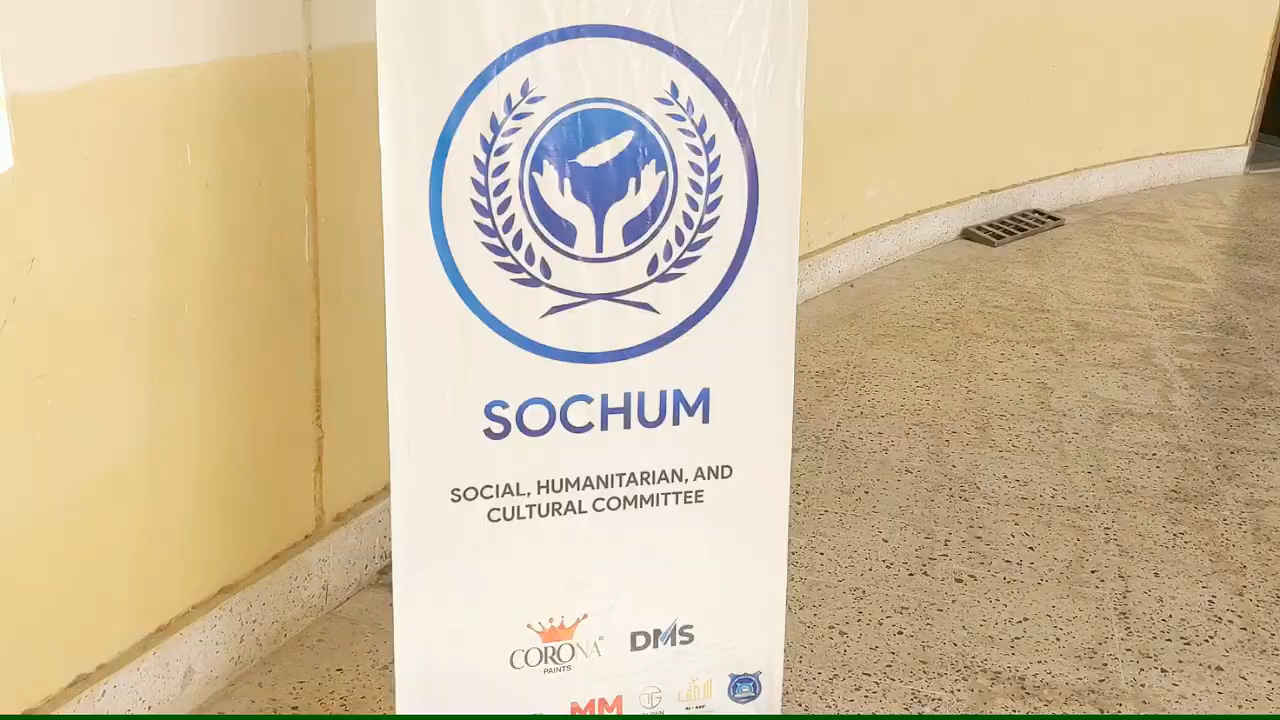 SOCHUM
SOCIAL, HUMANITARIAN, AND
CULTURAL COMMITTEE
CORONA
PAINTS
DMS
MM